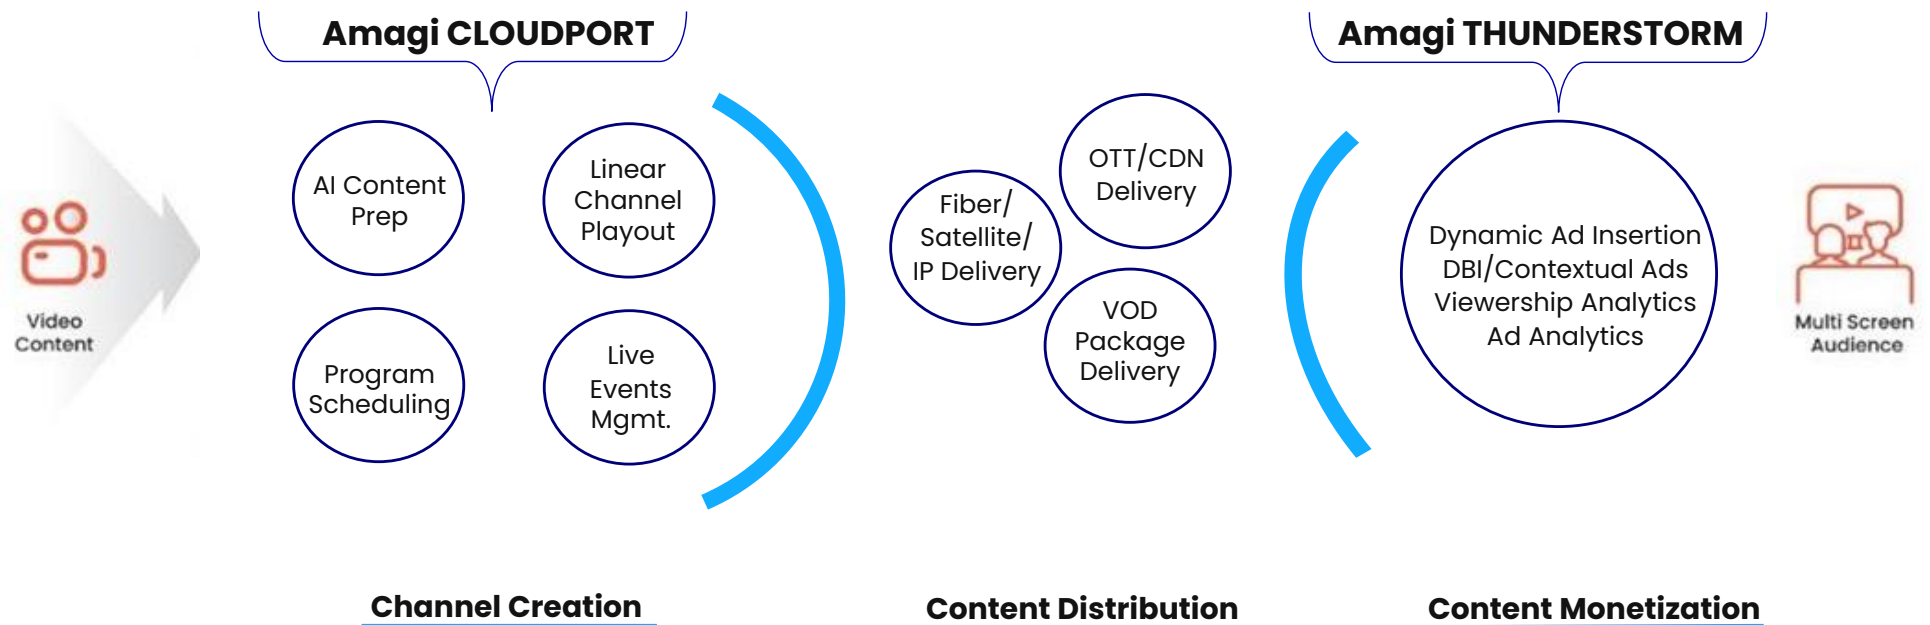 Amagi CLOUDPORT
Amagi THUNDERSTORM
Video
Content
AI Content
Prep
Linear
Channel
Playout
Program
Scheduling
Live
Events
Mgmt.
Fiber/
Satellite/
IP Delivery
OTT/CDN
Delivery
VOD
Package
Delivery
Dynamic Ad Insertion
DBI/Contextual Ads
Viewership Analytics
Ad Analytics
Multi Screen
Audience
Channel Creation
Content Distribution
Content Monetization